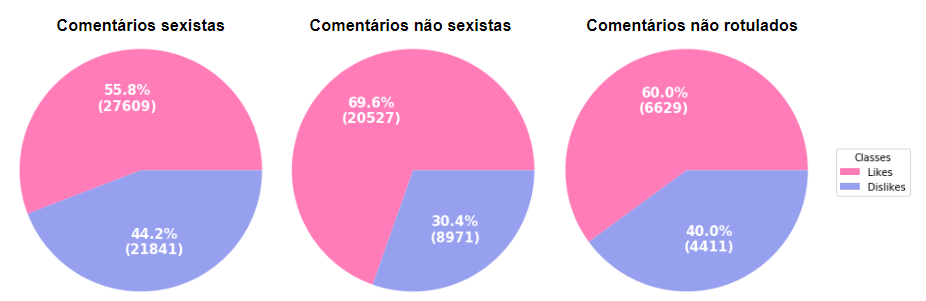 Comentários sexistas
55.8%
(27609)
44.2%
(21841)
Comentários não sexistas
69.6%
(20527)
30.4%
(8971)
Comentários não rotulados
60.0%
(6629)
40.0%
(4411)
Classes
Likes
Dislikes